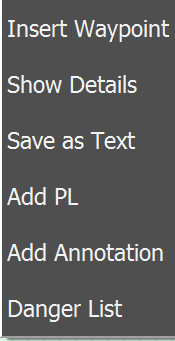 Insert Waypoint
Show Details
Save as Text
Add PL
Add Annotation
Danger List